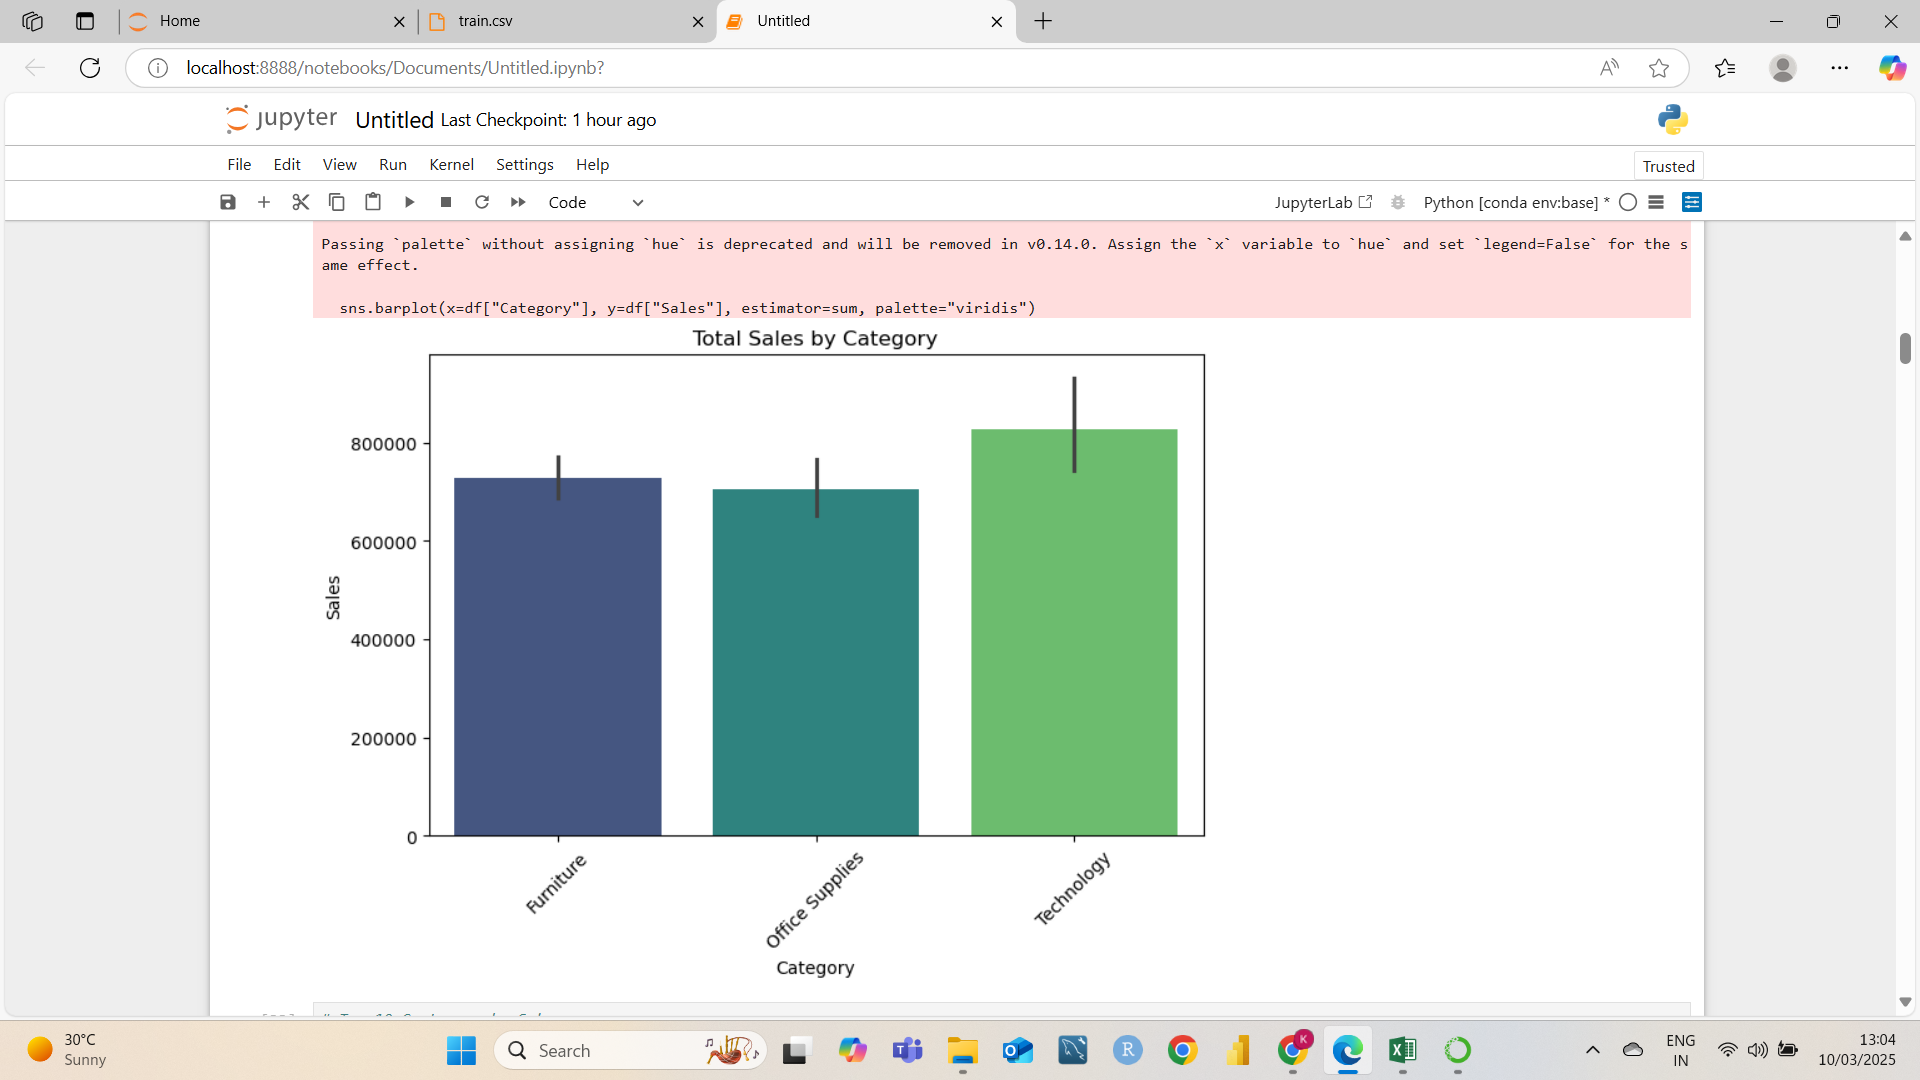 Home
train.csv
Untitled
localhost:8888/notebooks/Documents/Untitled.ipynb?
jupyter Untitled Last Checkpoint: 1 hour ago
File Edit View Run Kernel Settings Help
Trusted
Code
JupyterLab
Python [conda env:base] *
Passing `palette` without assigning `hue` is deprecated and will be removed in v0.14.0. Assign the `x` variable to `hue` and set `legend=False` for the s
ame effect.
sns.barplot(x=df["Category"], y=df["Sales"], estimator=sum, palette="viridis")
Total Sales by Category
800000
600000
400000
200000
0
Sales
Furniture
Office Supplies
Technology
Category
30°C
Sunny
Search
R
K
ENG
IN
13:04
10/03/2025